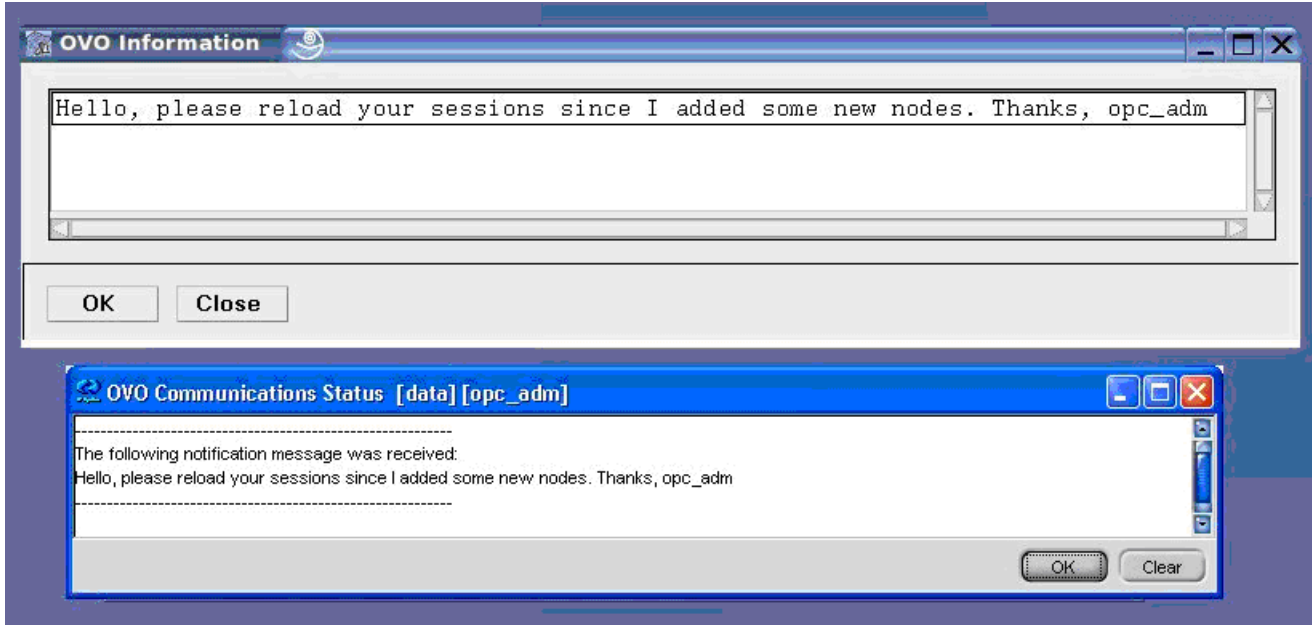 OVO Information
Hello, please reload your sessions since I added some new nodes. Thanks, opc_adm
OK Close
OVO Communications Status [data] [opc_adm]
------------------------------------------------------------
The following notification message was received:
Hello, please reload your sessions since I added some new nodes. Thanks, opc_adm
------------------------------------------------------------
OK Clear